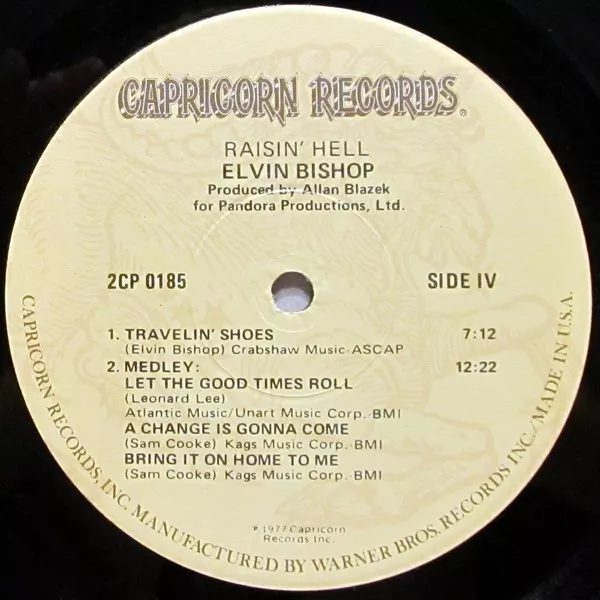 CAPRICORN RECORDS®
RAISIN' HELL
ELVIN BISHOP
Produced by Allan Blazek
for Pandora Productions, Ltd.
2CP 0185 SIDE IV
1. TRAVELIN' SHOES 7:12
(Elvin Bishop) Crabshaw Music-ASCAP
2. MEDLEY: 12:22
LET THE GOOD TIMES ROLL
(Leonard Lee)
Atlantic Music/Unart Music Corp.-BMI
A CHANGE IS GONNA COME
(Sam Cooke) Kags Music Corp.-BMI
BRING IT ON HOME TO ME
(Sam Cooke) Kags Music Corp.-BMI
℗ 1977 Capricorn
Records Inc.
CAPRICORN RECORDS, INC. MANUFACTURED BY WARNER BROS. RECORDS INC./MADE IN U.S.A.